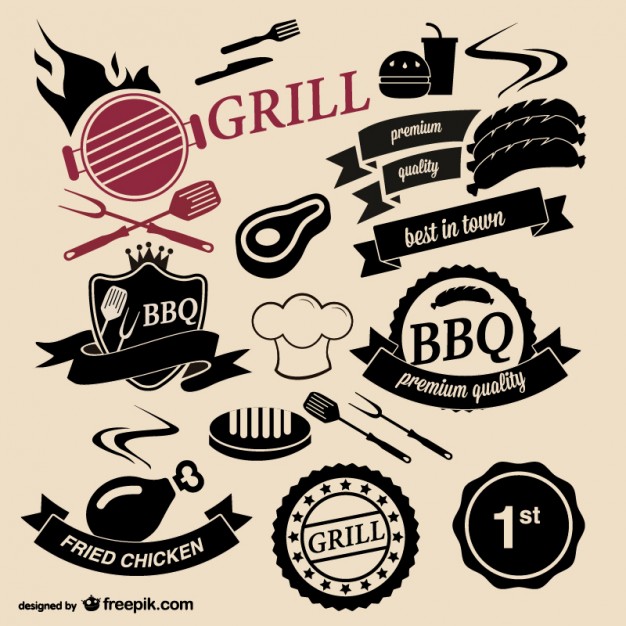 GRILL
premium
quality
best in town
BBQ
BBQ
premium quality
FRIED CHICKEN
GRILL
1st
designed by freepik.com